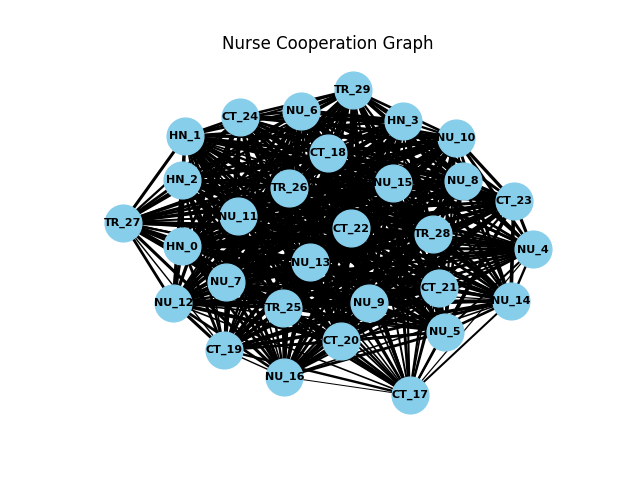 Nurse Cooperation Graph
TR_29
NU_6
CT_24
HN_3
HN_1
NU_10
CT_18
HN_2
NU_15
NU_8
TR_26
CT_23
NU_11
TR_27
CT_22
TR_28
HN_0
NU_4
NU_13
NU_7
CT_21
NU_12
NU_9
NU_14
TR_25
NU_5
CT_20
CT_19
NU_16
CT_17